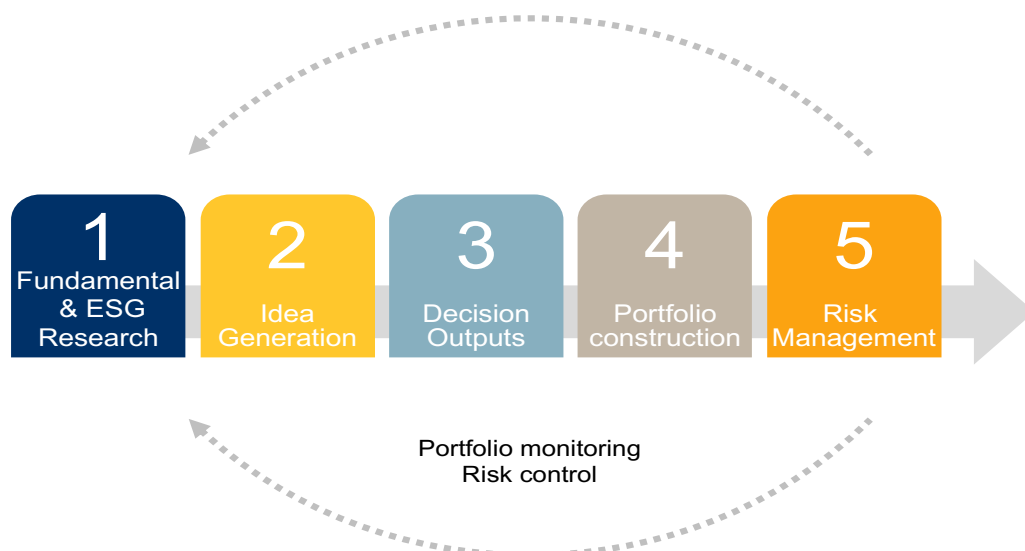 1
Fundamental
& ESG
Research
2
Idea
Generation
3
Decision
Outputs
4
Portfolio
construction
5
Risk
Management
Portfolio monitoring
Risk control